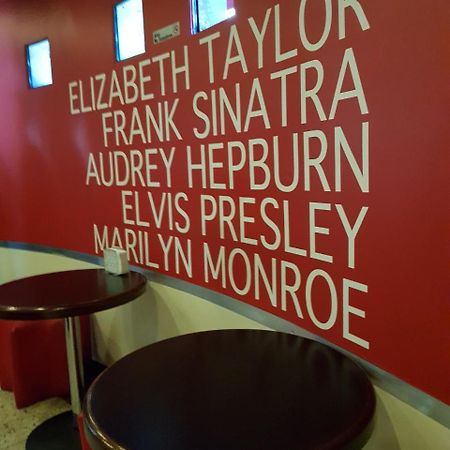 ELIZABETH TAYLOR
FRANK SINATRA
AUDREY HEPBURN
ELVIS PRESLEY
MARILYN MONROE